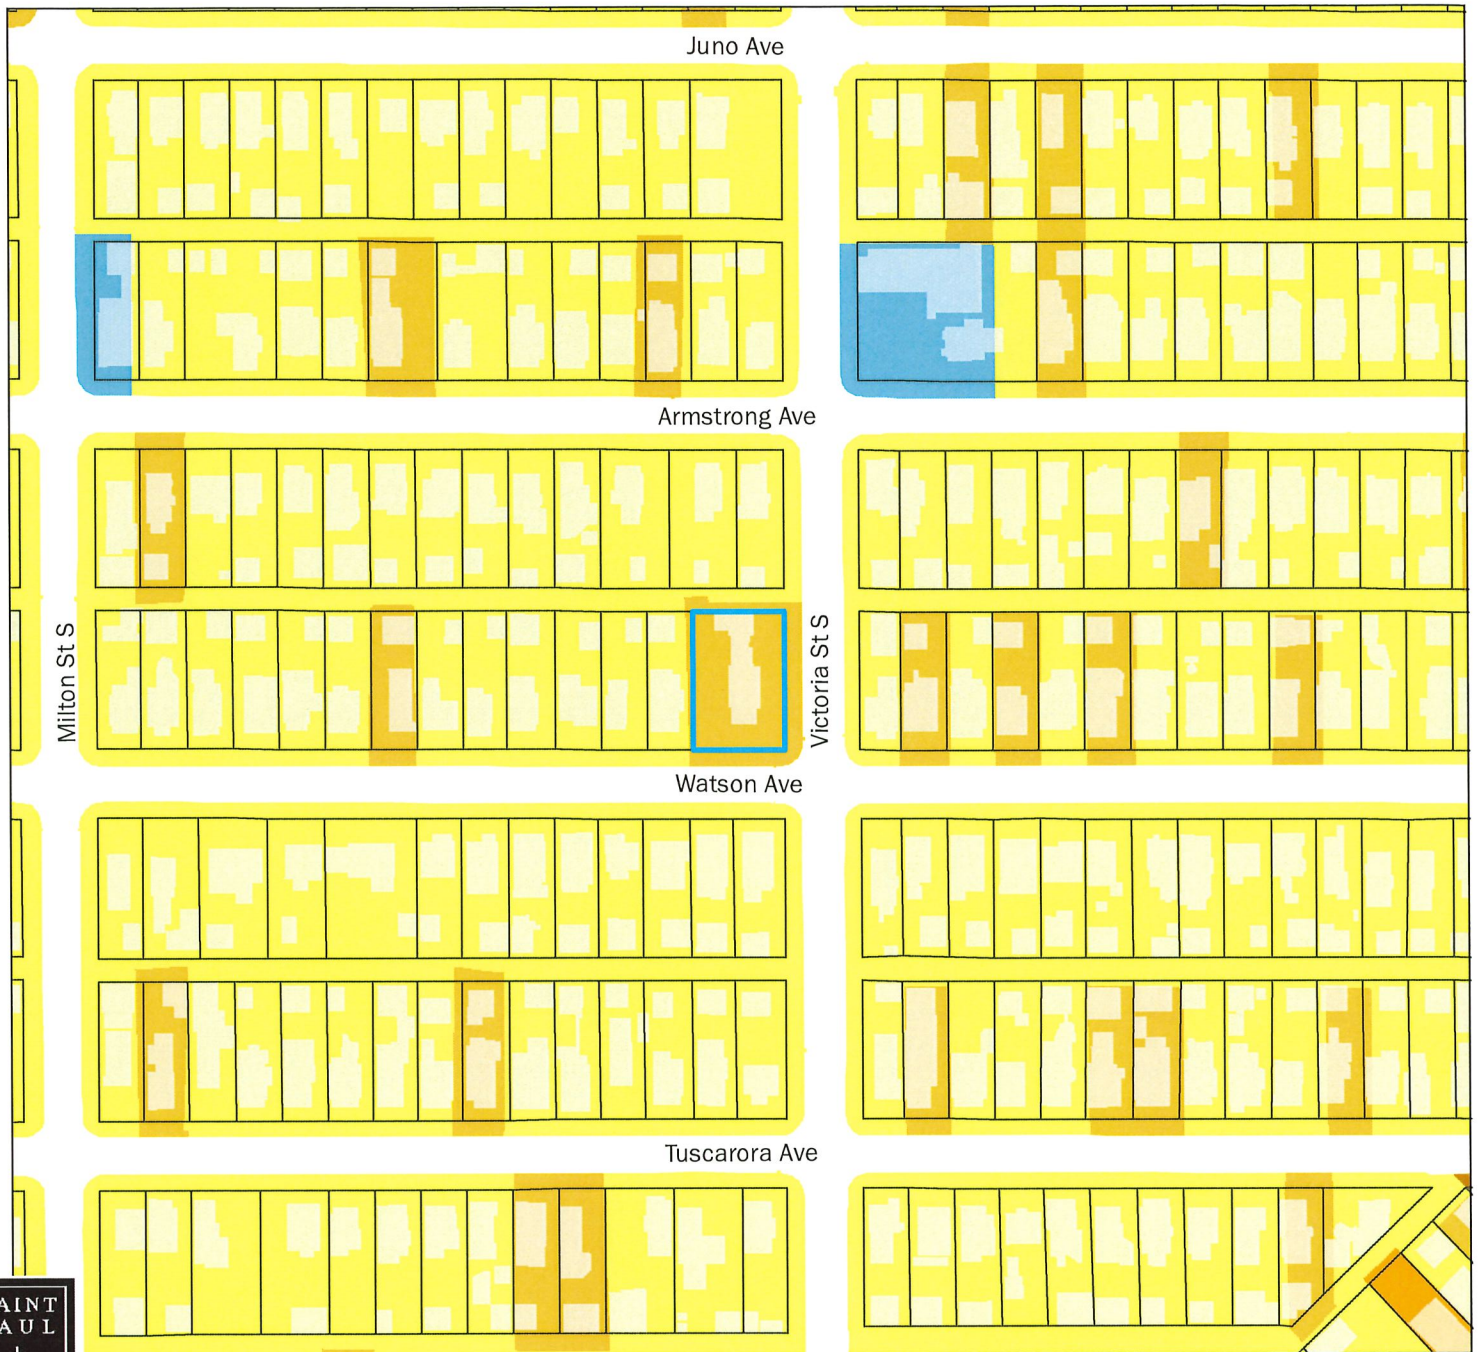 Juno Ave
Armstrong Ave
Milton St S
Victoria St S
Watson Ave
Tuscarora Ave
AINT
AUL